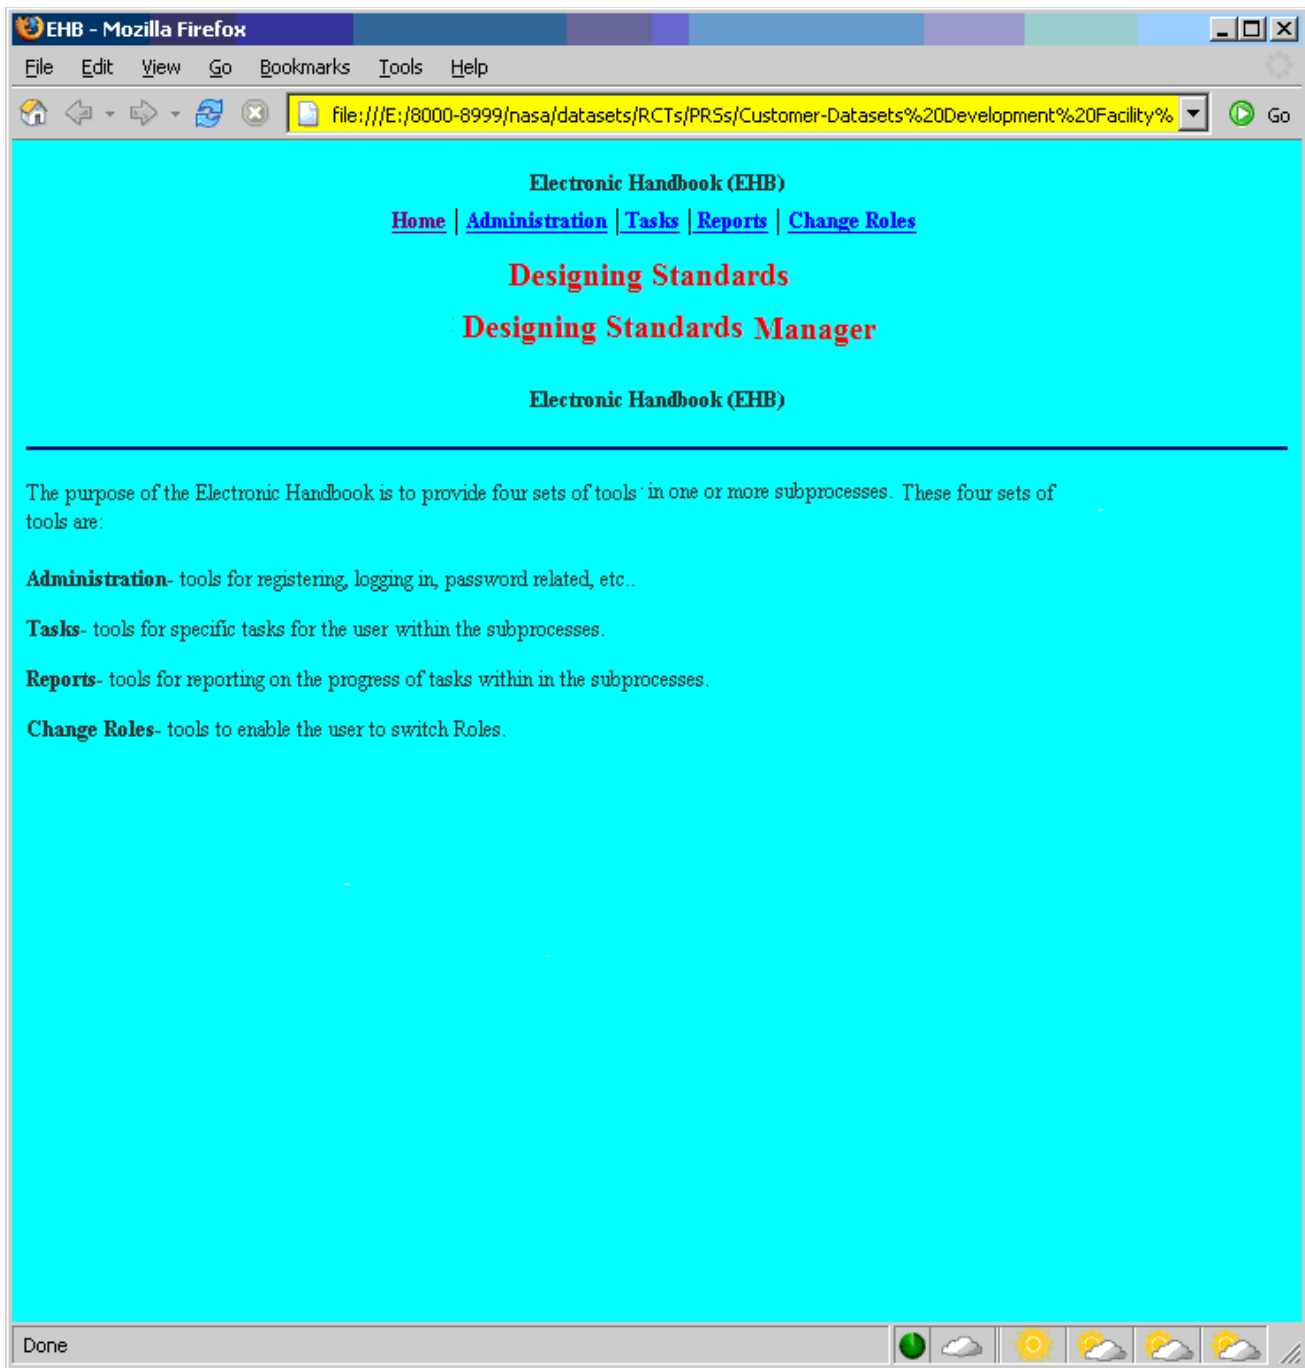 EHB - Mozilla Firefox
File Edit View Go Bookmarks Tools Help
file:///E:/8000-8999/nasa/datasets/RCTs/PRSs/Customer-Datasets%20Development%20Facility% Go
Electronic Handbook (EHB)
Home | Administration | Tasks | Reports | Change Roles
Designing Standards
Designing Standards Manager
Electronic Handbook (EHB)
The purpose of the Electronic Handbook is to provide four sets of tools in one or more subprocesses. These four sets of
tools are:
Administration- tools for registering, logging in, password related, etc..
Tasks- tools for specific tasks for the user within the subprocesses.
Reports- tools for reporting on the progress of tasks within in the subprocesses.
Change Roles- tools to enable the user to switch Roles.
Done